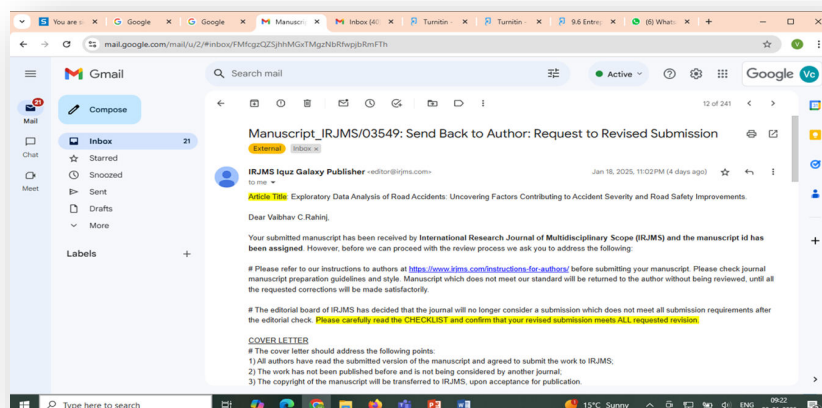 You are s
Google
Google
Manuscrip
Inbox (40
Turnitin -
Turnitin -
9.6 Entrep
(6) Whats
mail.google.com/mail/u/2/#inbox/FMfcgzQZSjhhMGxTMgzNbRfwpjbRmFTh
Gmail
Search mail
Active
Google
Vc
21
Mail
Chat
Meet
Compose
Inbox 21
Starred
Snoozed
Sent
Drafts
More
Labels
12 of 241
Manuscript_IRJMS/03549: Send Back to Author: Request to Revised Submission
External Inbox x
IRJMS Iquz Galaxy Publisher <editor@irjms.com> Jan 18, 2025, 11:02 PM (4 days ago)
to me
Article Title: Exploratory Data Analysis of Road Accidents: Uncovering Factors Contributing to Accident Severity and Road Safety Improvements.
Dear Vaibhav C.Rahinj,
Your submitted manuscript has been received by International Research Journal of Multidisciplinary Scope (IRJMS) and the manuscript id has
been assigned. However, before we can proceed with the review process we ask you to address the following:
# Please refer to our instructions to authors at https://www.irjms.com/instructions-for-authors/ before submitting your manuscript. Please check journal
manuscript preparation guidelines and style. Manuscript which does not meet our standard will be returned to the author without being reviewed, until all
the requested corrections will be made satisfactorily.
# The editorial board of IRJMS has decided that the journal will no longer consider a submission which does not meet all submission requirements after
the editorial check. Please carefully read the CHECKLIST and confirm that your revised submission meets ALL requested revision.
COVER LETTER
# The cover letter should address the following points:
1) All authors have read the submitted version of the manuscript and agreed to submit the work to IRJMS;
2) The work has not been published before and is not being considered by another journal;
3) The copyright of the manuscript will be transferred to IRJMS, upon acceptance for publication.
Type here to search
15°C Sunny
ENG
09:22